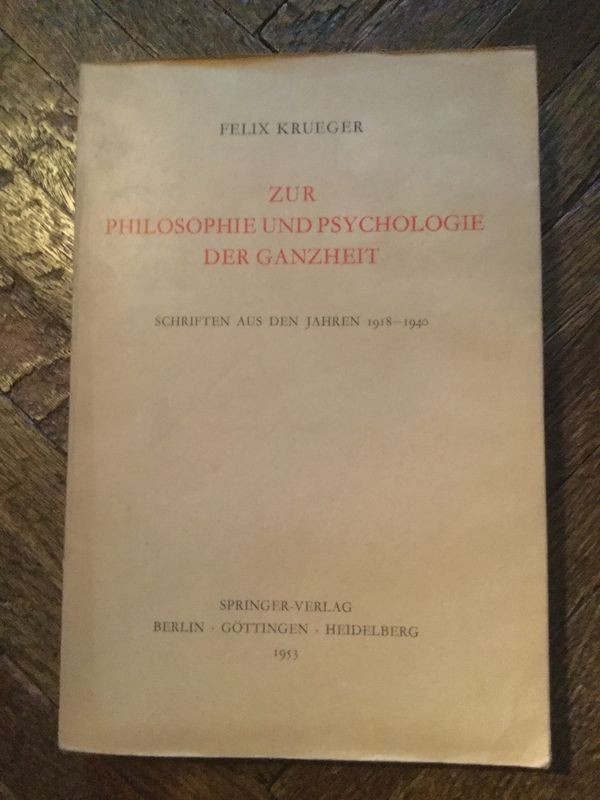 FELIX KRUEGER
ZUR
PHILOSOPHIE UND PSYCHOLOGIE
DER GANZHEIT
SCHRIFTEN AUS DEN JAHREN 1918—1940
SPRINGER-VERLAG
BERLIN · GÖTTINGEN · HEIDELBERG
1953